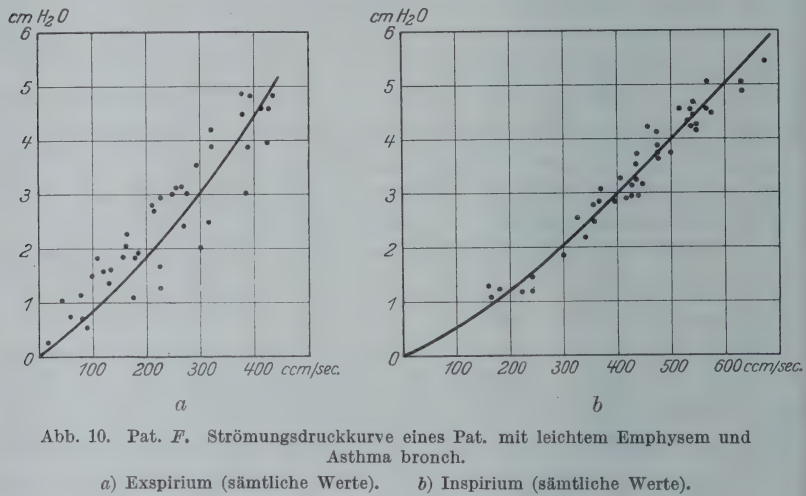 cm H₂O
6
5
4
3
2
1
0
100 200 300 400 ccm/sec.
a
cm H₂O
6
5
4
3
2
1
0
100 200 300 400 500 600 ccm/sec.
b
Abb. 10. Pat. F. Strömungsdruckkurve eines Pat. mit leichtem Emphysem und
Asthma bronch.
a) Exspirium (sämtliche Werte). b) Inspirium (sämtliche Werte).